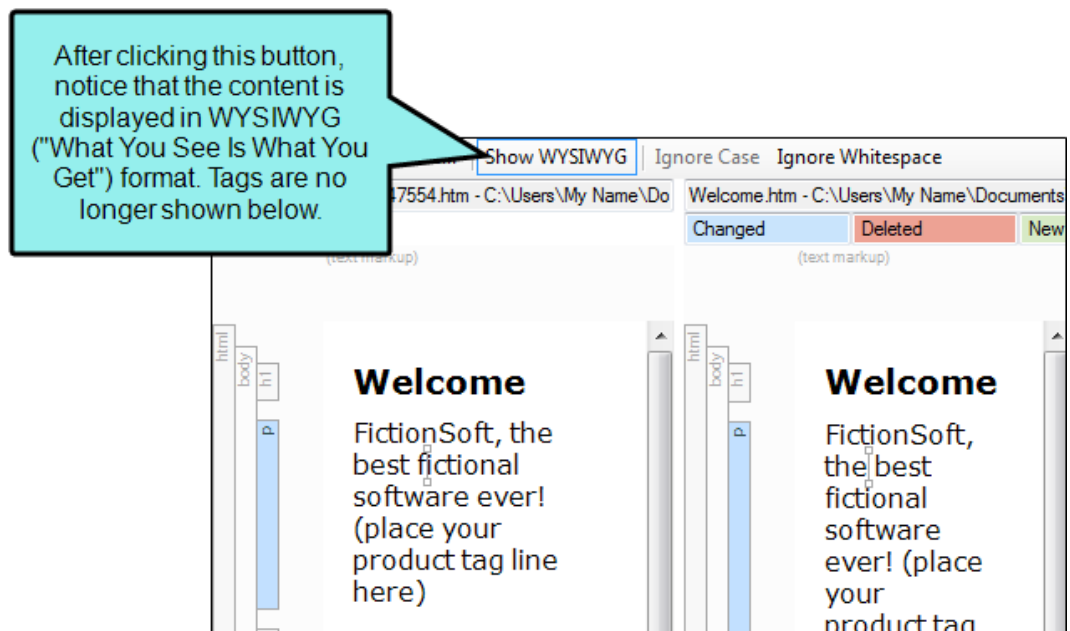 After clicking this button,
notice that the content is
displayed in WYSIWYG
("What You See Is What You
Get") format. Tags are no
longer shown below.
Show WYSIWYG Ignore Case Ignore Whitespace
47554.htm - C:\Users\My Name\Do Welcome.htm - C:\Users\My Name\Documents
Changed Deleted New
(text markup) (text markup)
html
body
h1
p
Welcome
FictionSoft, the
best fictional
software ever!
(place your
product tag line
here)
html
body
h1
p
Welcome
FictionSoft,
the best
fictional
software
ever! (place
your
product tag